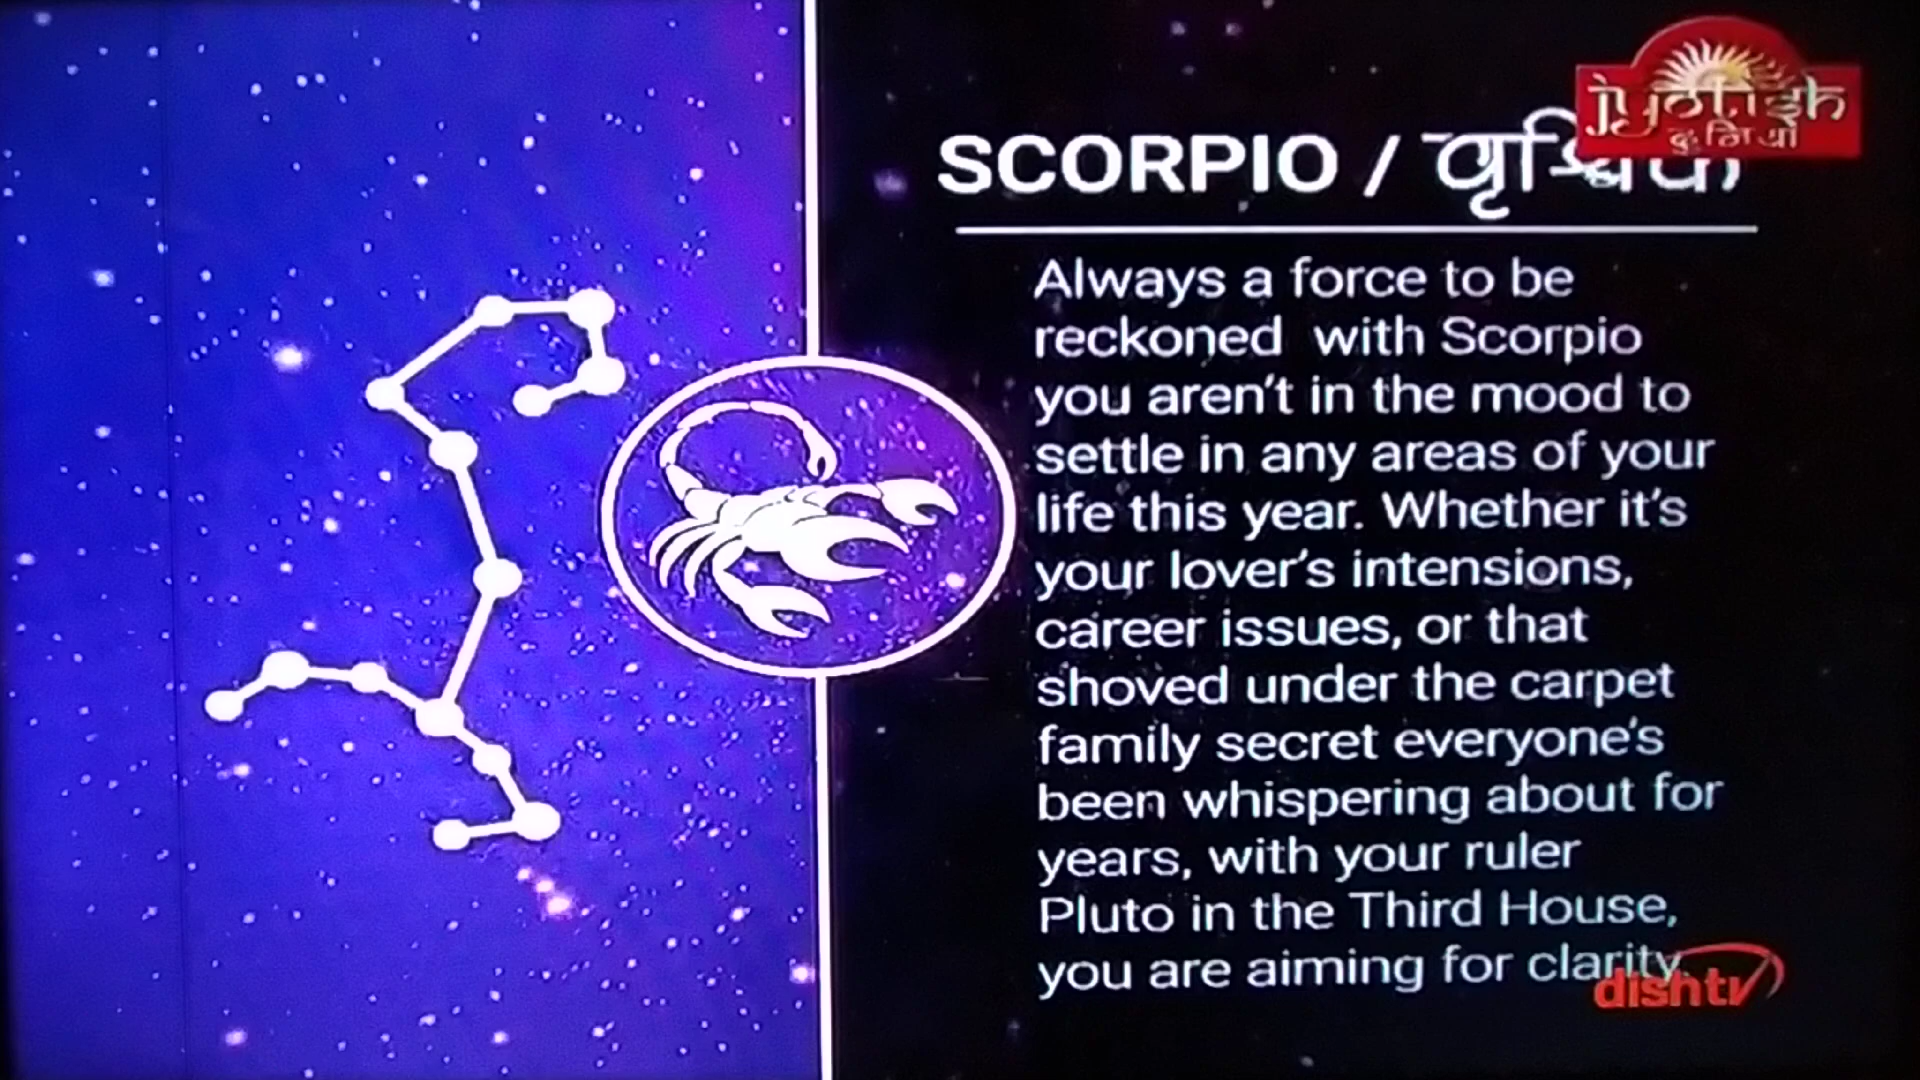 Jyotish
दुनिया
SCORPIO / वृश्चिक
Always a force to be
reckoned with Scorpio
you aren't in the mood to
settle in any areas of your
life this year. Whether it's
your lover's intensions,
career issues, or that
shoved under the carpet
family secret everyone's
been whispering about for
years, with your ruler
Pluto in the Third House,
you are aiming for clarity.
dishtv